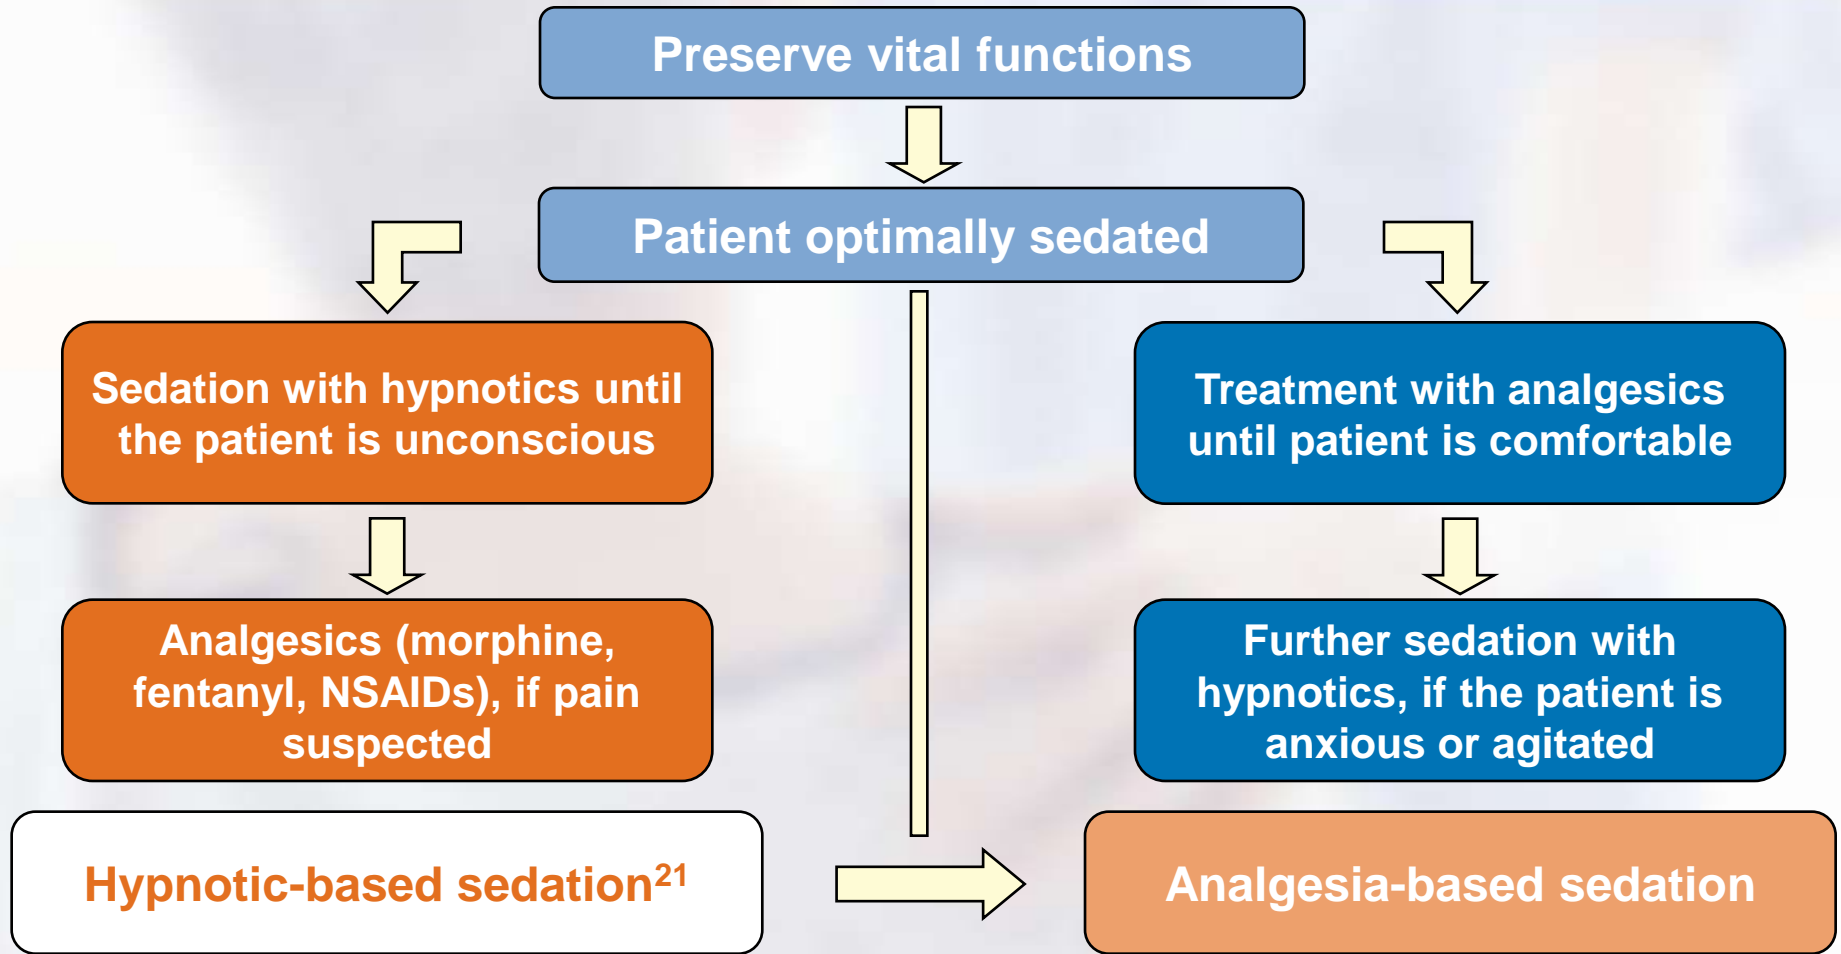 Preserve vital functions
Patient optimally sedated
Sedation with hypnotics until
the patient is unconscious
Treatment with analgesics
until patient is comfortable
Analgesics (morphine,
fentanyl, NSAIDs), if pain
suspected
Further sedation with
hypnotics, if the patient is
anxious or agitated
Hypnotic-based sedation²¹
Analgesia-based sedation